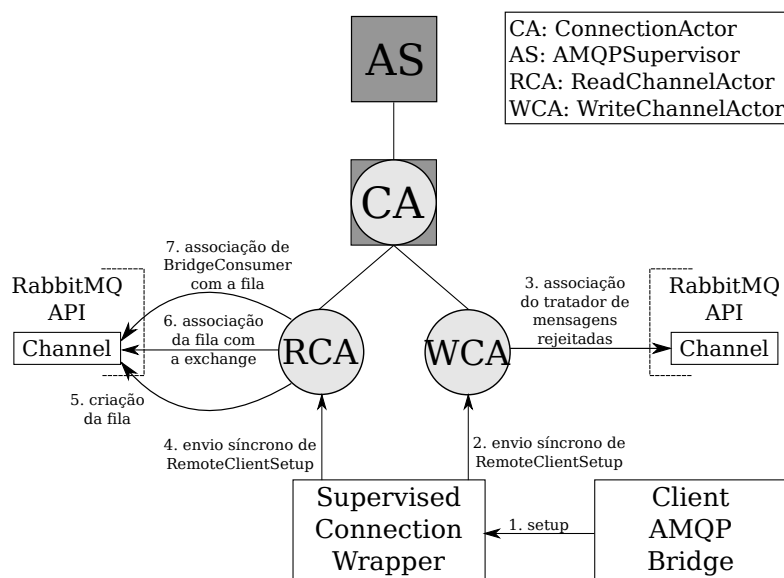 AS
CA: ConnectionActor
AS: AMQPSupervisor
RCA: ReadChannelActor
WCA: WriteChannelActor
CA
7. associação de
BridgeConsumer
com a fila
RabbitMQ
API
Channel
6. associação
da fila com
a exchange
5. criação
da fila
RCA
WCA
3. associação
do tratador de
mensagens
rejeitadas
RabbitMQ
API
Channel
4. envio síncrono de
RemoteClientSetup
2. envio síncrono de
RemoteClientSetup
Supervised
Connection
Wrapper
1. setup
Client
AMQP
Bridge